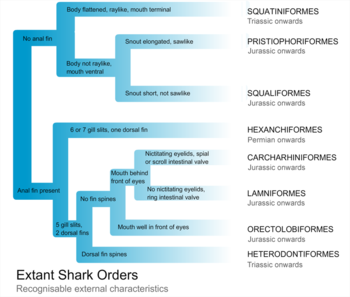 Body flattened, raylike, mouth terminal
SQUATINIFORMES
Triassic onwards
No anal fin
Snout elongated, sawlike
PRISTIOPHORIFORMES
Jurassic onwards
Body not raylike,
mouth ventral
Snout short, not sawlike
SQUALIFORMES
Jurassic onwards
6 or 7 gill slits, one dorsal fin
HEXANCHIFORMES
Permian onwards
Anal fin present
Nictitating eyelids, spial
or scroll intestinal valve
CARCHARHINIFORMES
Jurassic onwards
Mouth behind
front of eyes
No nictitating eyelids,
ring intestinal valve
LAMNIFORMES
Jurassic onwards
No fin spines
5 gill slits,
2 dorsal fins
Mouth well in front of eyes
ORECTOLOBIFORMES
Jurassic onwards
Dorsal fin spines
HETERODONTIFORMES
Triassic onwards
Extant Shark Orders
Recognisable external characteristics